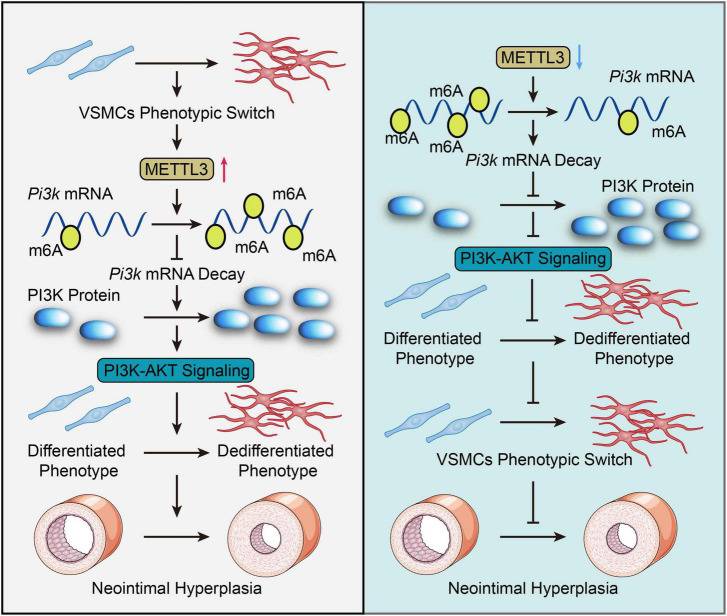 VSMCs Phenotypic Switch
METTL3
Pi3k mRNA
m6A
m6A
m6A
m6A
Pi3k mRNA Decay
PI3K Protein
PI3K-AKT Signaling
Differentiated
Phenotype
Dedifferentiated
Phenotype
Neointimal Hyperplasia
METTL3
m6A
m6A
m6A
Pi3k mRNA
m6A
Pi3k mRNA Decay
PI3K Protein
PI3K-AKT Signaling
Differentiated
Phenotype
Dedifferentiated
Phenotype
VSMCs Phenotypic Switch
Neointimal Hyperplasia